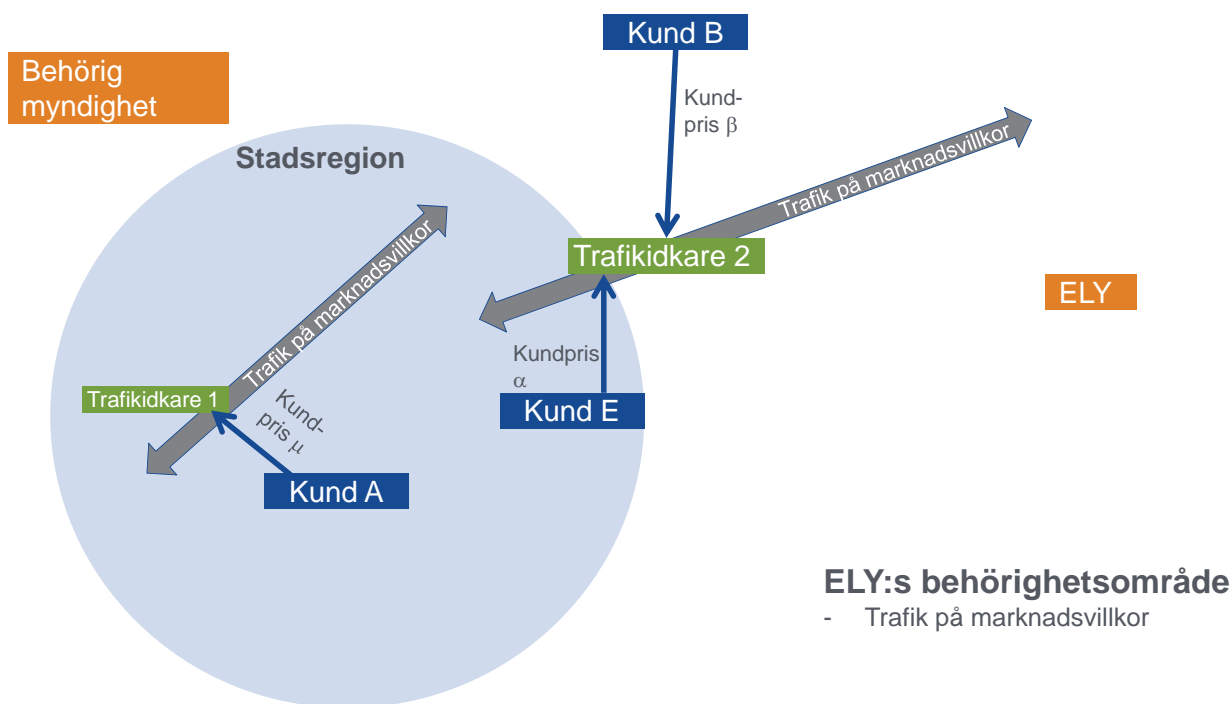 Kund B
Behörig
myndighet
Kund-
pris β
Stadsregion
Trafik på marknadsvillkor
Trafik på marknadsvillkor
Trafikidkare 2
ELY
Kundpris
α
Trafikidkare 1
Kund-
pris μ
Kund E
Kund A
ELY:s behörighetsområde
- Trafik på marknadsvillkor